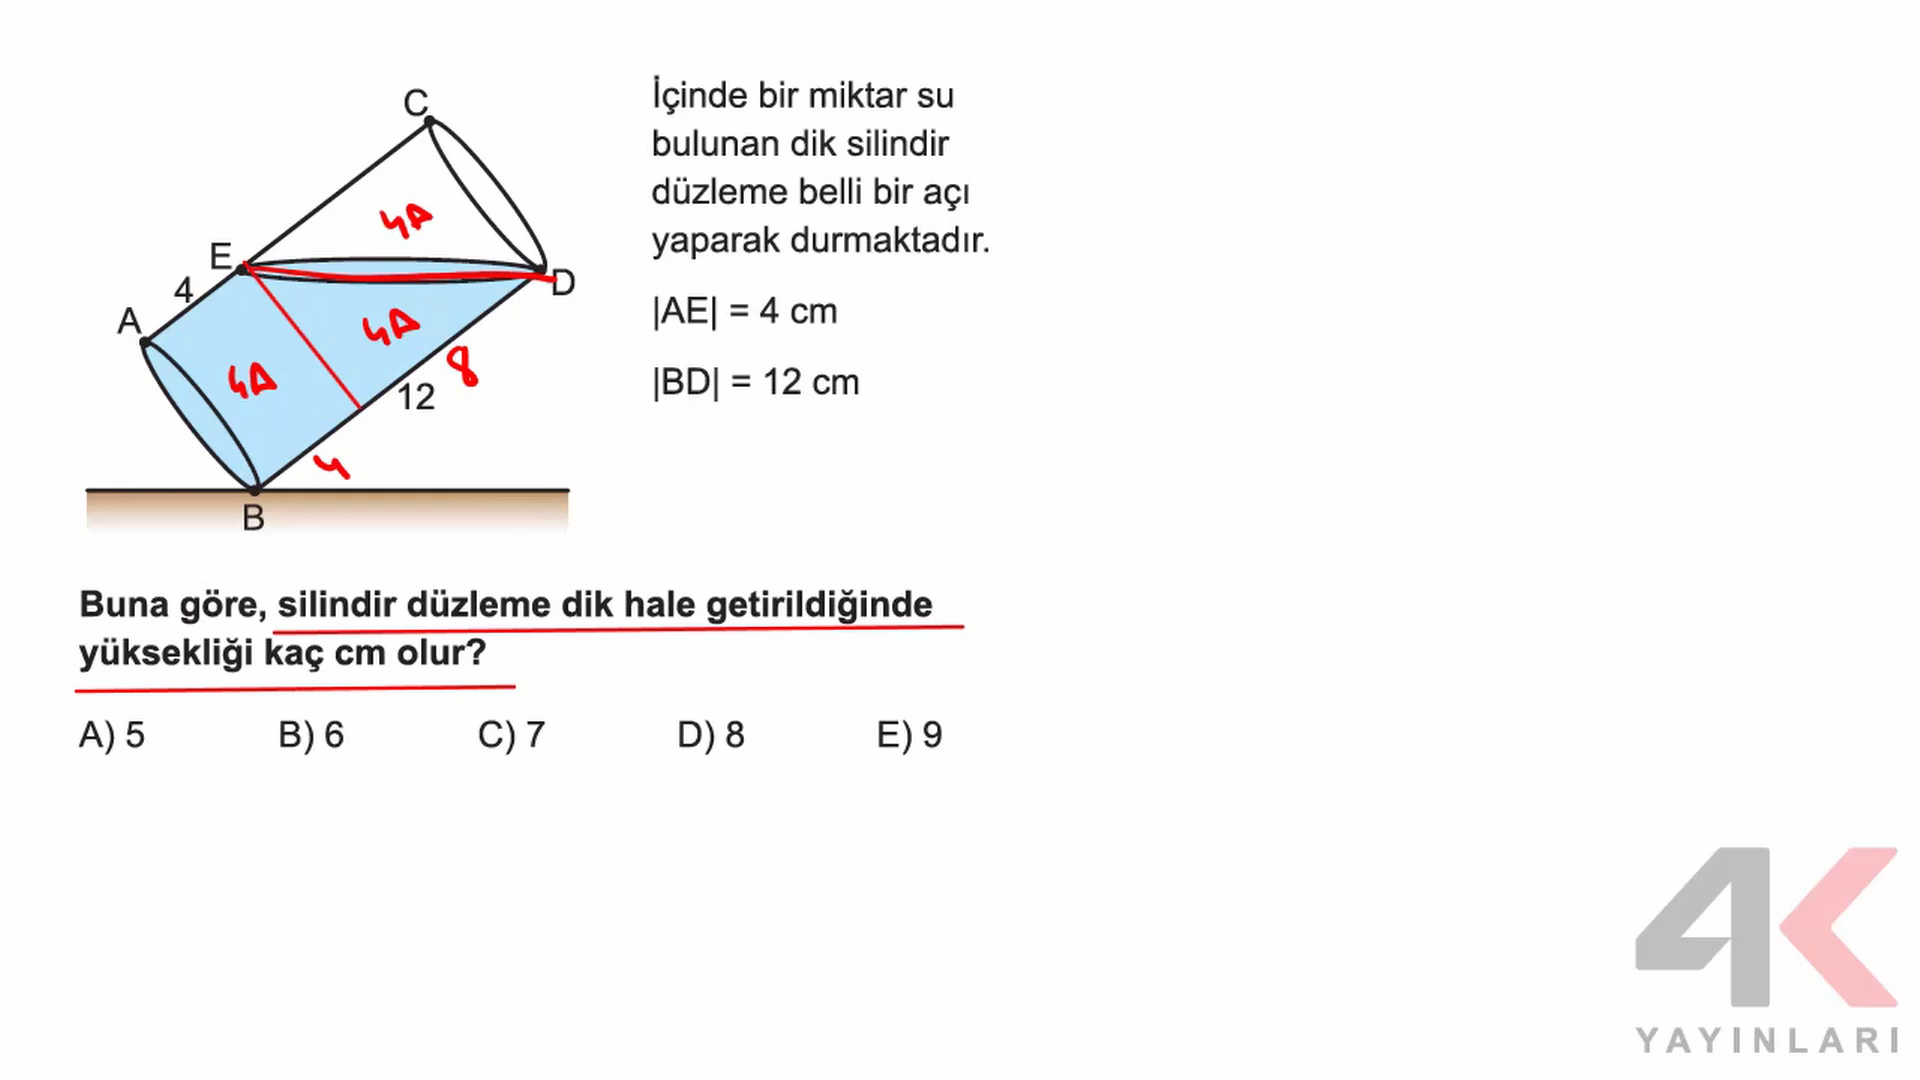 C
E
4
A
D
12
B
4A
4A
4A
8
4
İçinde bir miktar su
bulunan dik silindir
düzleme belli bir açı
yaparak durmaktadır.
|AE| = 4 cm
|BD| = 12 cm
Buna göre, silindir düzleme dik hale getirildiğinde
yüksekliği kaç cm olur?
A) 5 B) 6 C) 7 D) 8 E) 9
4K
YAYINLARI